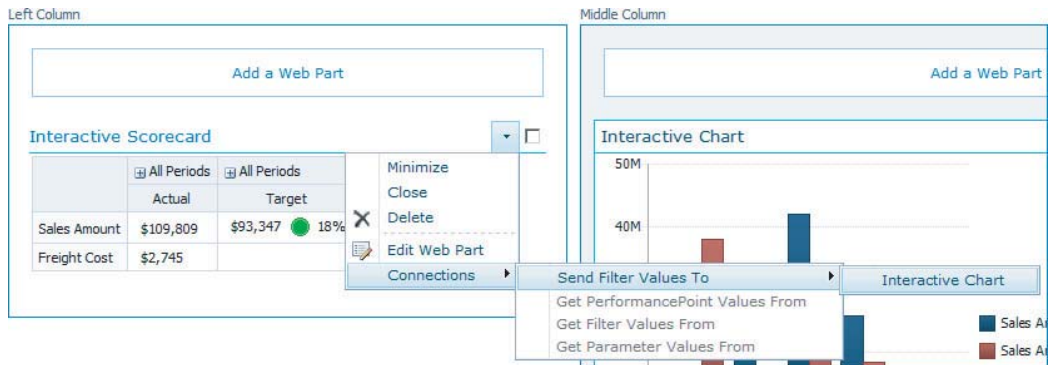 Left Column
Middle Column
Add a Web Part
Add a Web Part
Interactive Scorecard
Interactive Chart
All Periods All Periods
Actual Target
Sales Amount $109,809 $93,347 18%
Freight Cost $2,745
Minimize
Close
Delete
Edit Web Part
Connections
Send Filter Values To
Get PerformancePoint Values From
Get Filter Values From
Get Parameter Values From
Interactive Chart
50M
40M
Sales
Sales